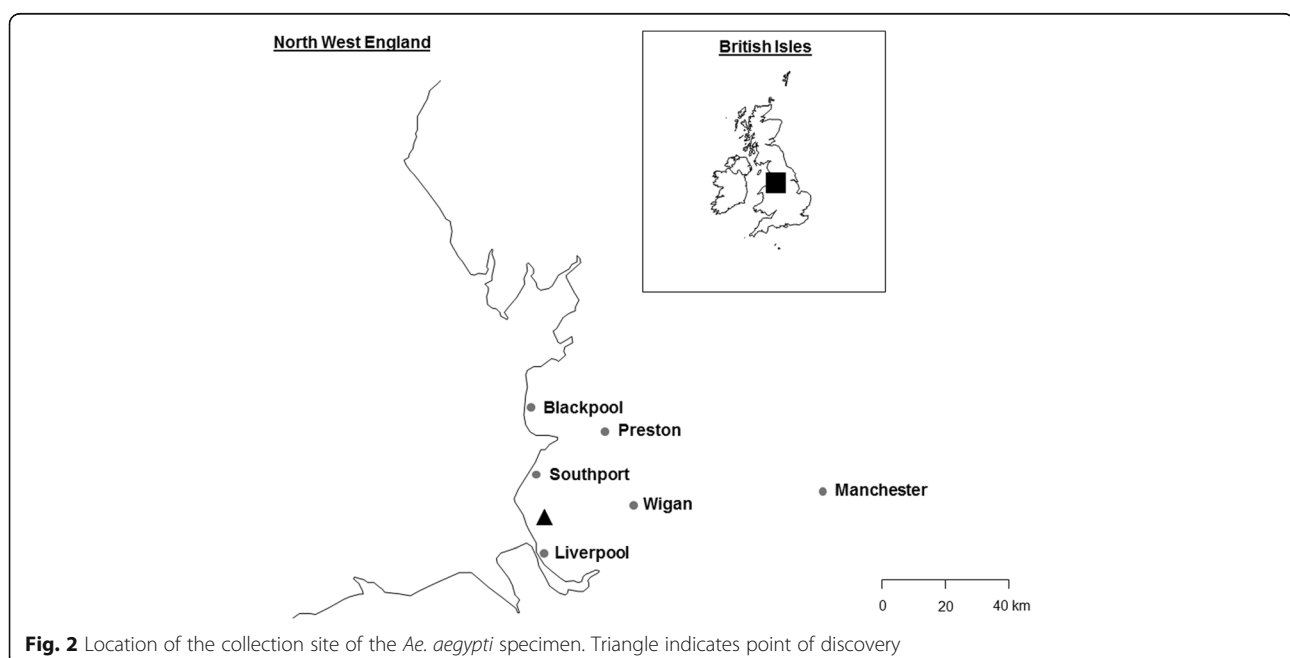 North West England
British Isles
Blackpool
Preston
Southport
Manchester
Wigan
Liverpool
0 20 40 km
Fig. 2 Location of the collection site of the Ae. aegypti specimen. Triangle indicates point of discovery